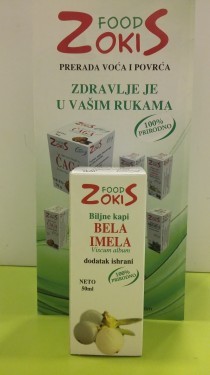 FOOD
ZOKIS
PRERADA VOĆA I POVRĆA
ZDRAVLJE JE
U VAŠIM RUKAMA
100%
PRIRODNO
ČAGA
FOOD
ZOKIS
Biljne kapi
BELA
IMELA
Viscum album
dodatak ishrani
NETO
50ml
100%
PRIRODNO